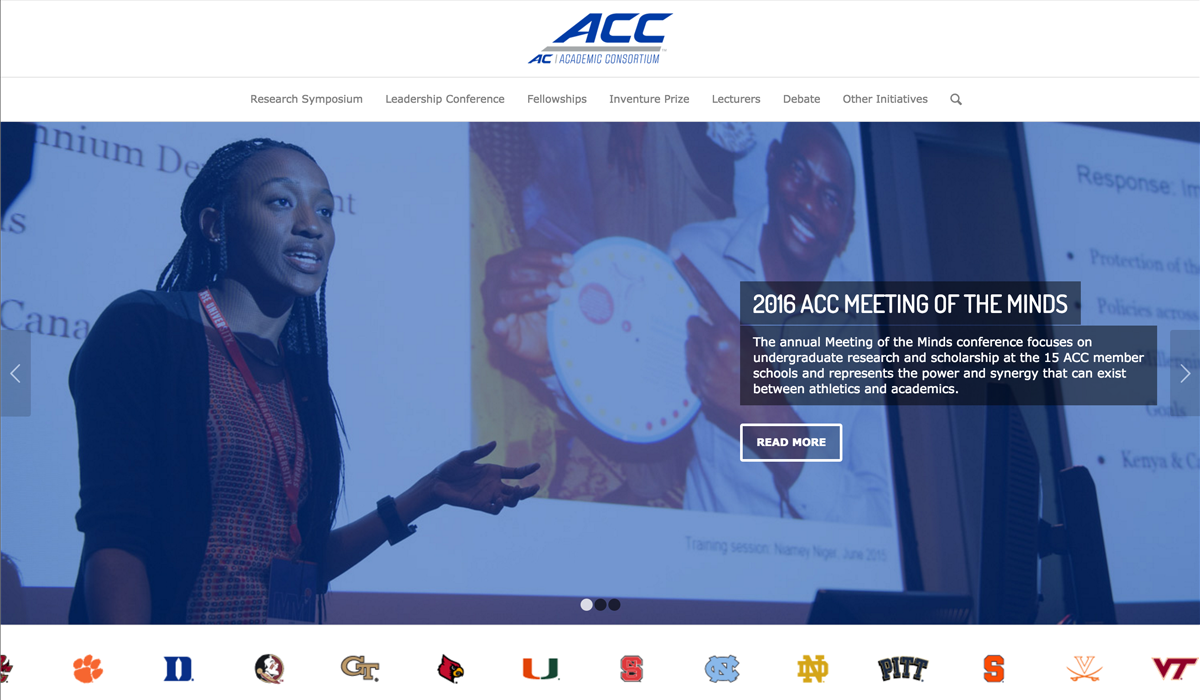 ACC
AC | ACADEMIC CONSORTIUM
Research Symposium
Leadership Conference
Fellowships
Inventure Prize
Lecturers
Debate
Other Initiatives
Cana
Response: Im
Protection of the
Policies across
Goals
Kenya & C
2016 ACC MEETING OF THE MINDS
The annual Meeting of the Minds conference focuses on
undergraduate research and scholarship at the 15 ACC member
schools and represents the power and synergy that can exist
between athletics and academics.
READ MORE
Training session: Niamey Niger, June 2015
D
GT
U
S
NC
ND
PITT
S
V
VT